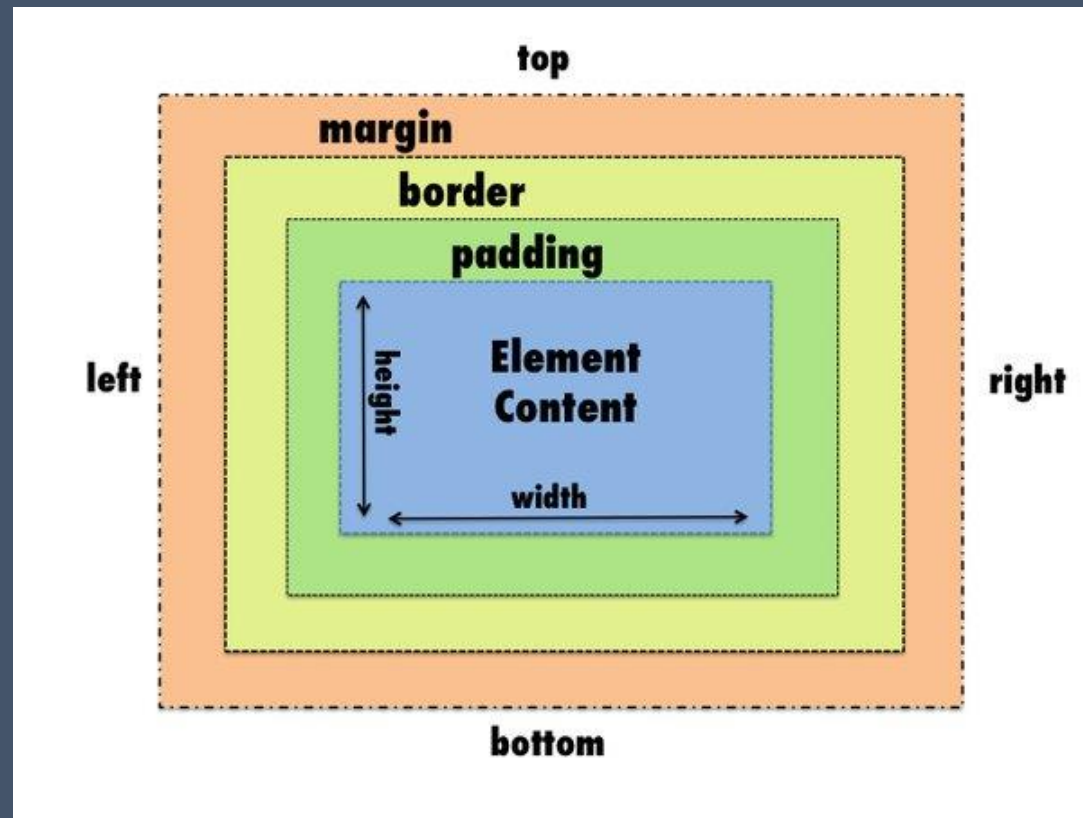 top
margin
border
padding
height
Element
Content
width
left
right
bottom